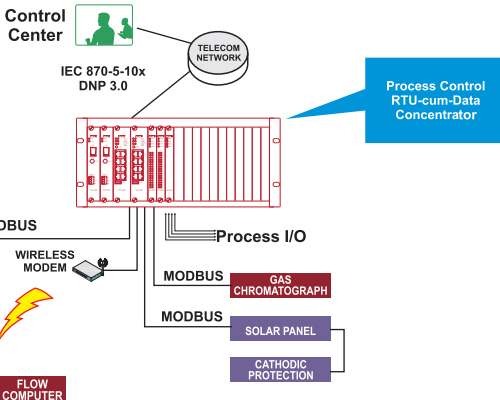 Control
Center
TELECOM
NETWORK
IEC 870-5-10x
DNP 3.0
Process Control
RTU-cum-Data
Concentrator
DBUS
Process I/O
WIRELESS
MODEM
MODBUS
GAS
CHROMATOGRAPH
MODBUS
SOLAR PANEL
CATHODIC
PROTECTION
FLOW
COMPUTER